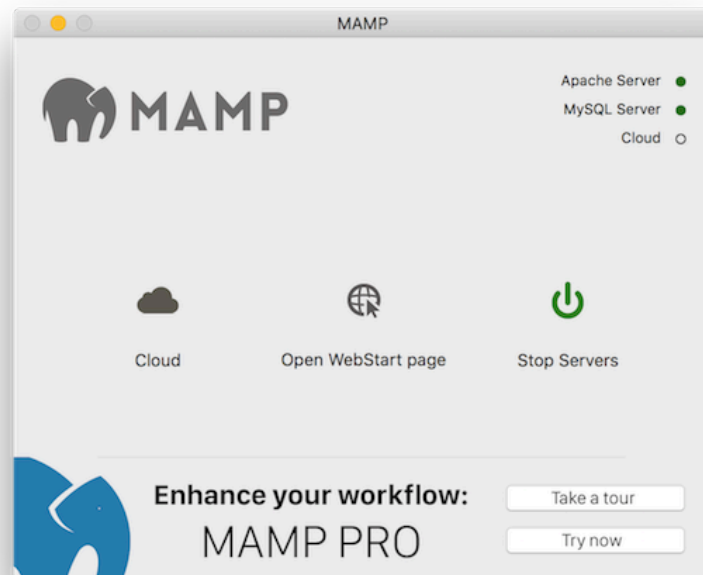 MAMP
MAMP
Apache Server
MySQL Server
Cloud
Cloud
Open WebStart page
Stop Servers
Enhance your workflow:
MAMP PRO
Take a tour
Try now